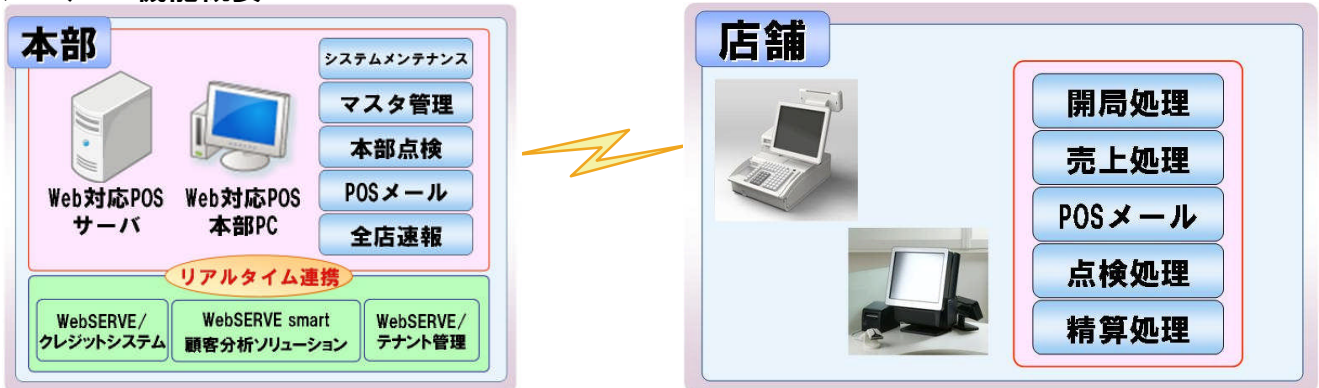 本部
システムメンテナンス
マスタ管理
本部点検
POSメール
全店速報
Web対応POS
サーバ
Web対応POS
本部PC
リアルタイム連携
WebSERVE/
クレジットシステム
WebSERVE smart
顧客分析ソリューション
WebSERVE/
テナント管理
店舗
開局処理
売上処理
POSメール
点検処理
精算処理